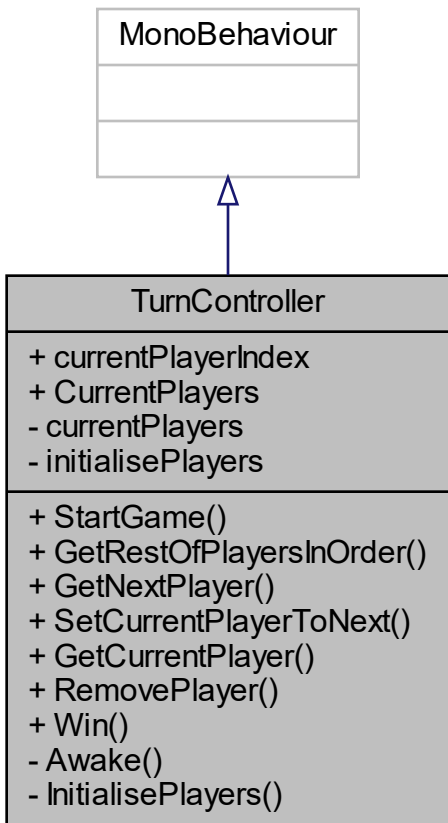 MonoBehaviour
TurnController
+ currentPlayerIndex
+ CurrentPlayers
- currentPlayers
- initialisePlayers
+ StartGame()
+ GetRestOfPlayersInOrder()
+ GetNextPlayer()
+ SetCurrentPlayerToNext()
+ GetCurrentPlayer()
+ RemovePlayer()
+ Win()
- Awake()
- InitialisePlayers()